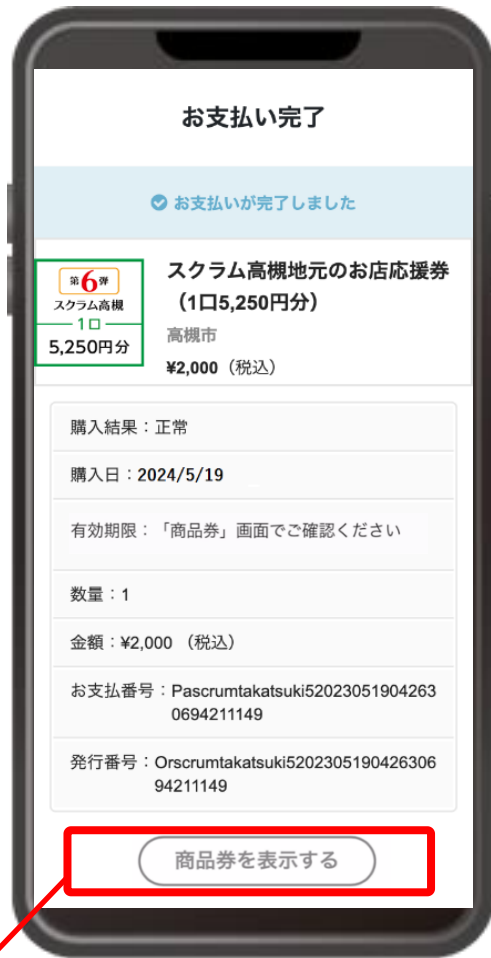 お支払い完了
お支払いが完了しました
第6弾
スクラム高槻
1口
5,250円分
スクラム高槻地元のお店応援券
（1口5,250円分）
高槻市
¥2,000（税込）
購入結果：正常
購入日：2024/5/19
有効期限：「商品券」画面でご確認ください
数量：1
金額：¥2,000 （税込）
お支払番号：Pascrumtakatsuki52023051904263
0694211149
発行番号：Orscrumtakatsuki5202305190426306
94211149
商品券を表示する